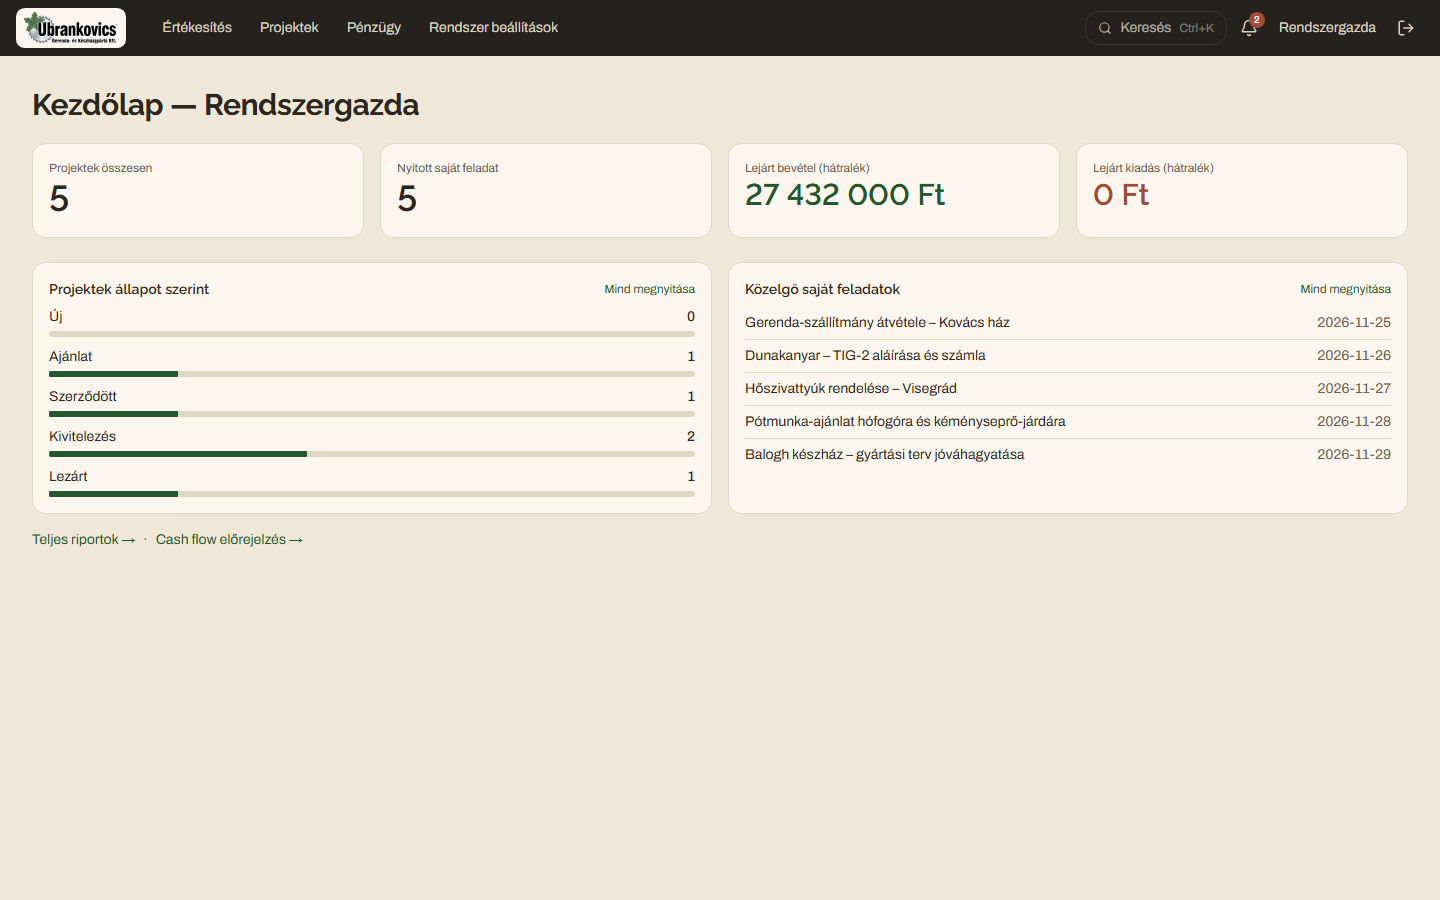 Ubrankovics
Gerenda- és Készházgyártó Kft.
Értékesítés
Projektek
Pénzügy
Rendszer beállítások
Keresés Ctrl+K
2
Rendszergazda
Kezdőlap — Rendszergazda
Projektek összesen
5
Nyitott saját feladat
5
Lejárt bevétel (hátralék)
27 432 000 Ft
Lejárt kiadás (hátralék)
0 Ft
Projektek állapot szerint
Mind megnyitása
Új 0
Ajánlat 1
Szerződött 1
Kivitelezés 2
Lezárt 1
Közelgő saját feladatok
Mind megnyitása
Gerenda-szállítmány átvétele – Kovács ház 2026-11-25
Dunakanyar – TIG-2 aláírása és számla 2026-11-26
Hőszivattyúk rendelése – Visegrád 2026-11-27
Pótmunka-ajánlat hófogóra és kéményseprő-járdára 2026-11-28
Balogh készház – gyártási terv jóváhagyatása 2026-11-29
Teljes riportok → · Cash flow előrejelzés →